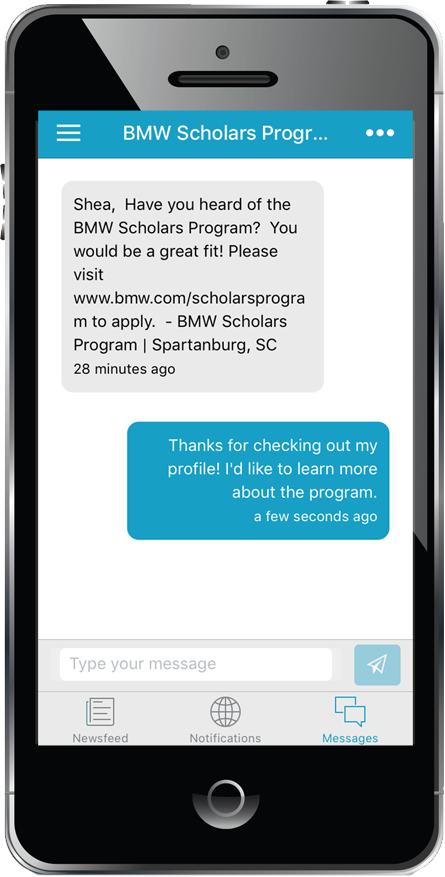 BMW Scholars Progr...
Shea,  Have you heard of the
BMW Scholars Program?  You
would be a great fit! Please
visit
www.bmw.com/scholarsprogra
m to apply.  - BMW Scholars
Program | Spartanburg, SC
28 minutes ago
Thanks for checking out my
profile! I'd like to learn more
about the program.
a few seconds ago
Type your message
Newsfeed
Notifications
Messages